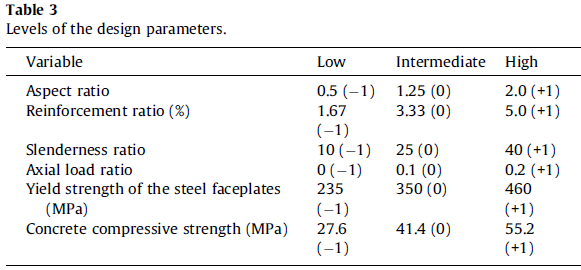 Table 3
Levels of the design parameters.
Variable Low Intermediate High
Aspect ratio 0.5 (−1) 1.25 (0) 2.0 (+1)
Reinforcement ratio (%) 1.67 3.33 (0) 5.0 (+1)
(−1)
Slenderness ratio 10 (−1) 25 (0) 40 (+1)
Axial load ratio 0 (−1) 0.1 (0) 0.2 (+1)
Yield strength of the steel faceplates 235 350 (0) 460
(MPa) (−1) (+1)
Concrete compressive strength (MPa) 27.6 41.4 (0) 55.2
(−1) (+1)